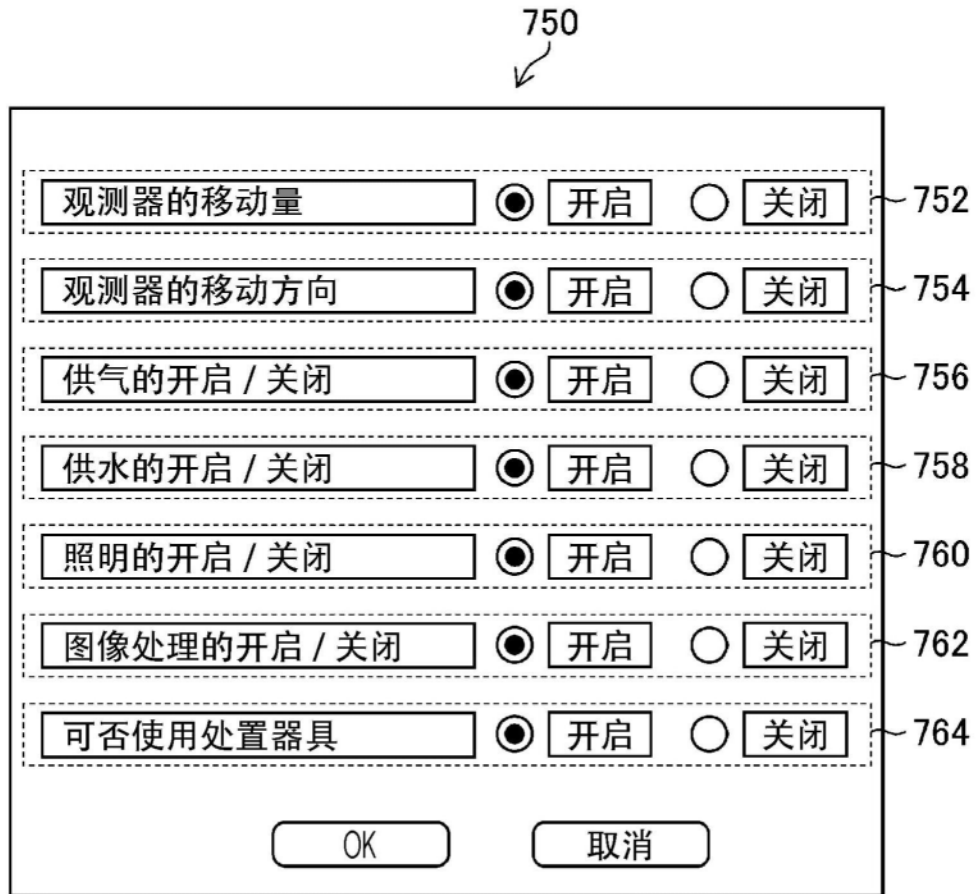 750
观测器的移动量 开启 关闭 752
观测器的移动方向 开启 关闭 754
供气的开启 / 关闭 开启 关闭 756
供水的开启 / 关闭 开启 关闭 758
照明的开启 / 关闭 开启 关闭 760
图像处理的开启 / 关闭 开启 关闭 762
可否使用处置器具 开启 关闭 764
OK 取消